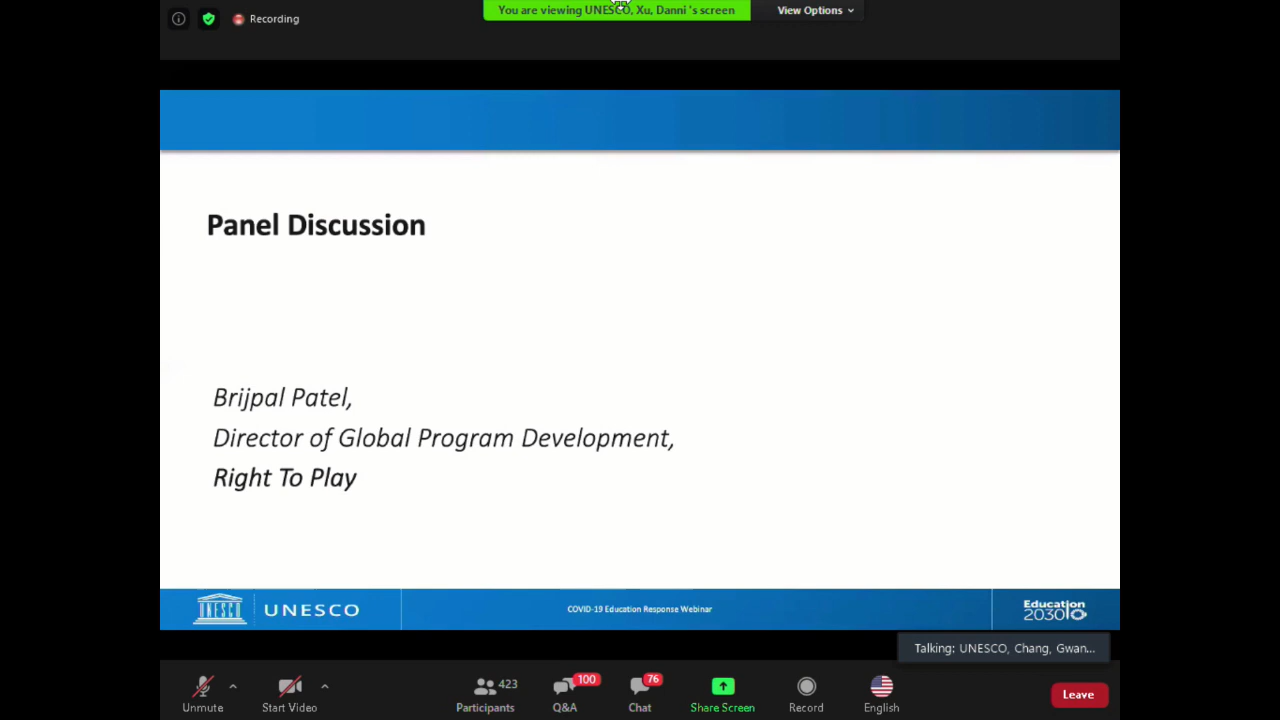 Recording
You are viewing UNESCO, Xu, Danni 's screen
View Options
Panel Discussion
Brijpal Patel,
Director of Global Program Development,
Right To Play
UNESCO
UNESCO
COVID-19 Education Response Webinar
Education
2030
Talking: UNESCO, Chang, Gwan...
Unmute
Start Video
423
Participants
100
Q&A
76
Chat
Share Screen
Record
English
Leave